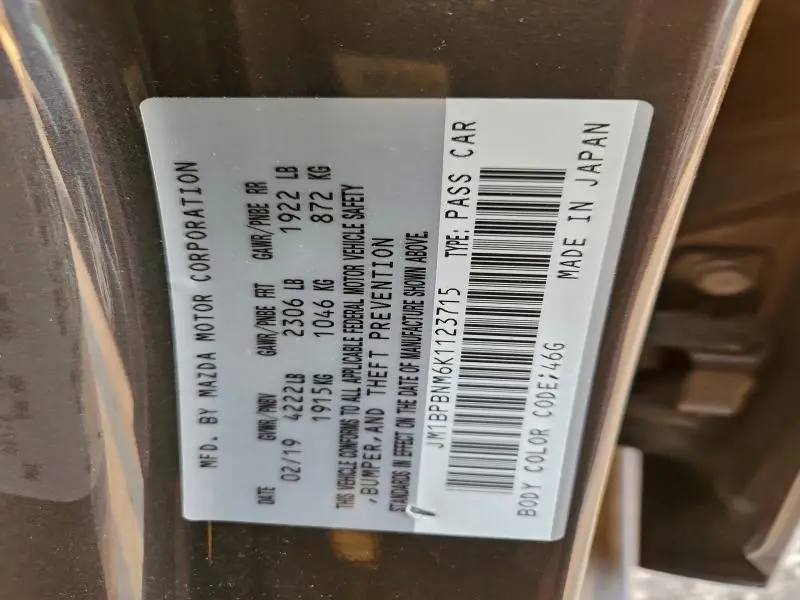 MFD. BY MAZDA MOTOR CORPORATION
DATE GVWR/PNBV GAWR/PNBE FRT GAWR/PNBE RR
02/19 4222LB 2306 LB 1922 LB
1915KG 1046 KG 872 KG
THIS VEHICLE CONFORMS TO ALL APPLICABLE FEDERAL MOTOR VEHICLE SAFETY
,BUMPER,AND THEFT PREVENTION
STANDARDS IN EFFECT ON THE DATE OF MANUFACTURE SHOWN ABOVE.
JM1BPBNM6K1123715 TYPE: PASS CAR
BODY COLOR CODE:46G MADE IN JAPAN